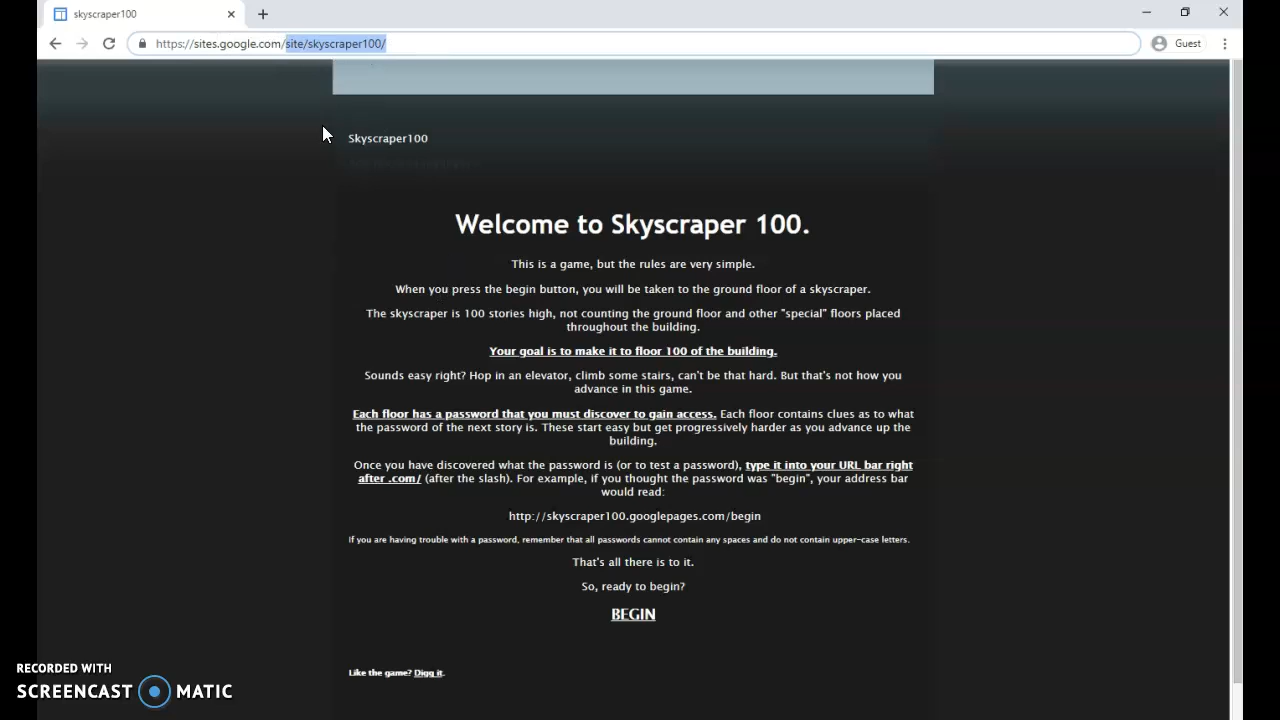 skyscraper100
https://sites.google.com/site/skyscraper100/
Guest
Skyscraper100
Welcome to Skyscraper 100.
This is a game, but the rules are very simple.
When you press the begin button, you will be taken to the ground floor of a skyscraper.
The skyscraper is 100 stories high, not counting the ground floor and other "special" floors placed
throughout the building.
Your goal is to make it to floor 100 of the building.
Sounds easy right? Hop in an elevator, climb some stairs, can't be that hard. But that's not how you
advance in this game.
Each floor has a password that you must discover to gain access. Each floor contains clues as to what
the password of the next story is. These start easy but get progressively harder as you advance up the
building.
Once you have discovered what the password is (or to test a password), type it into your URL bar right
after .com/ (after the slash). For example, if you thought the password was "begin", your address bar
would read:
http://skyscraper100.googlepages.com/begin
If you are having trouble with a password, remember that all passwords cannot contain any spaces and do not contain upper-case letters.
That's all there is to it.
So, ready to begin?
BEGIN
Like the game? Digg it.
RECORDED WITH
SCREENCAST MATIC